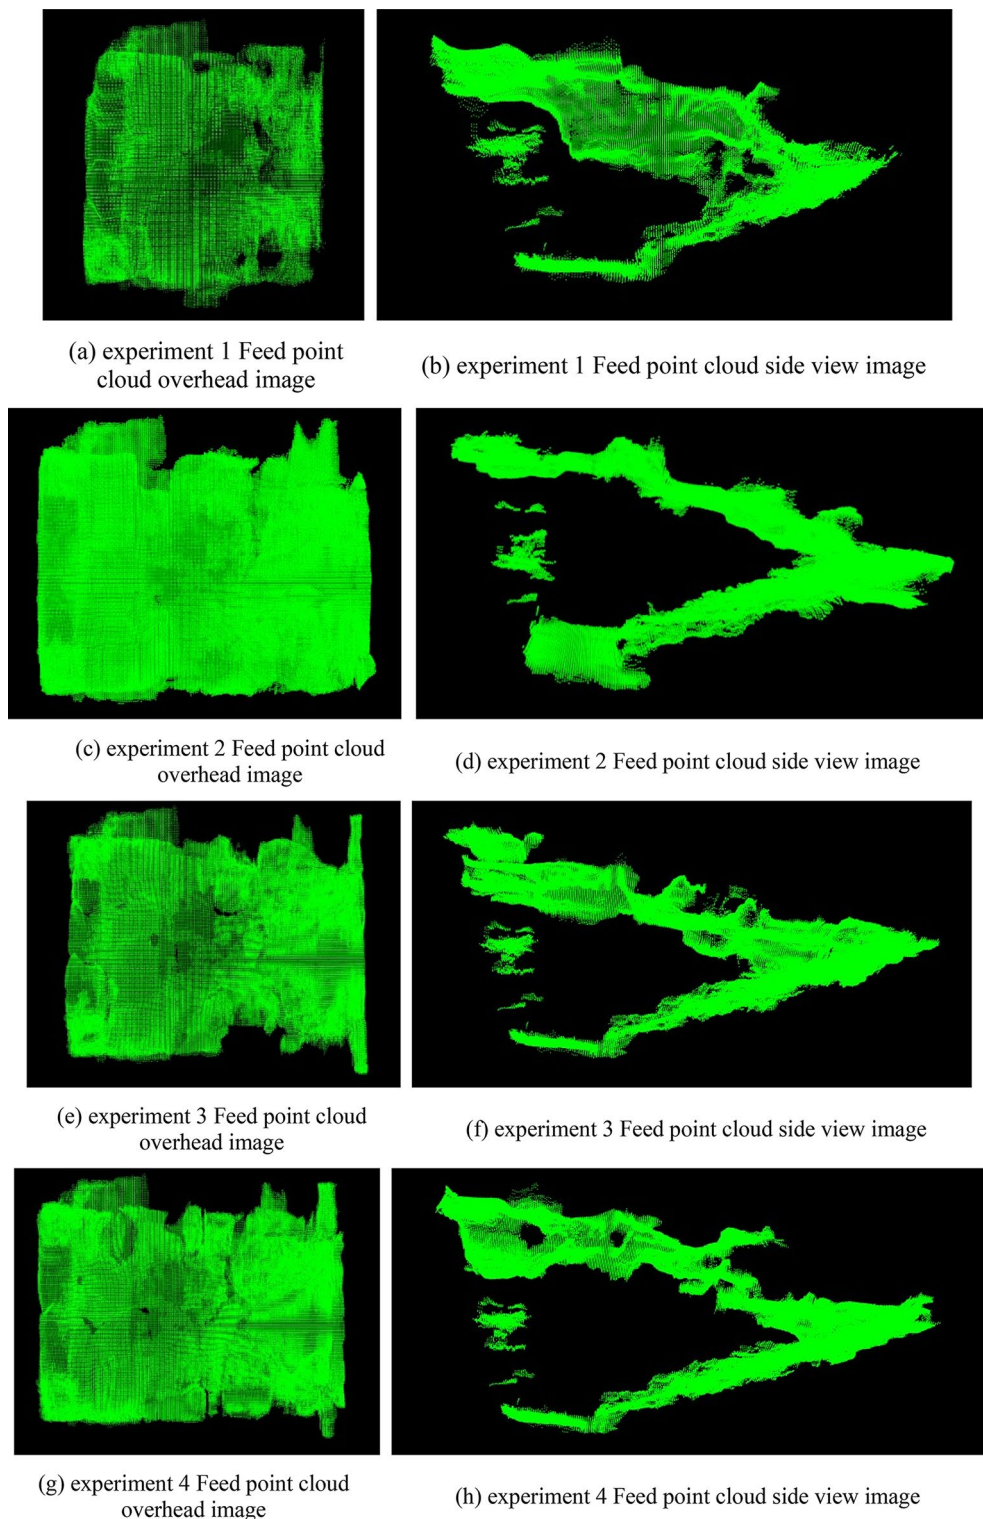 (a) experiment 1 Feed point
cloud overhead image
(b) experiment 1 Feed point cloud side view image
(c) experiment 2 Feed point cloud
overhead image
(d) experiment 2 Feed point cloud side view image
(e) experiment 3 Feed point cloud
overhead image
(f) experiment 3 Feed point cloud side view image
(g) experiment 4 Feed point cloud
overhead image
(h) experiment 4 Feed point cloud side view image